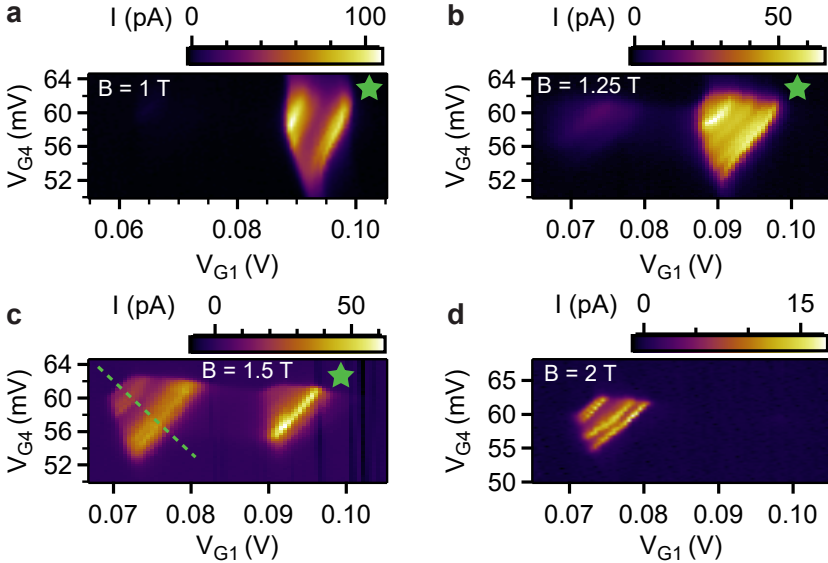 a
I (pA) 0 100
B = 1 T
V_G4 (mV)
64
60
56
52
0.06 0.08 0.10
V_G1 (V)
b
I (pA) 0 50
B = 1.25 T
V_G4 (mV)
64
60
56
52
0.07 0.08 0.09 0.10
V_G1 (V)
c
I (pA) 0 50
B = 1.5 T
V_G4 (mV)
64
60
56
52
0.07 0.08 0.09 0.10
V_G1 (V)
d
I (pA) 0 15
B = 2 T
V_G4 (mV)
65
60
55
50
0.07 0.08 0.09 0.10
V_G1 (V)